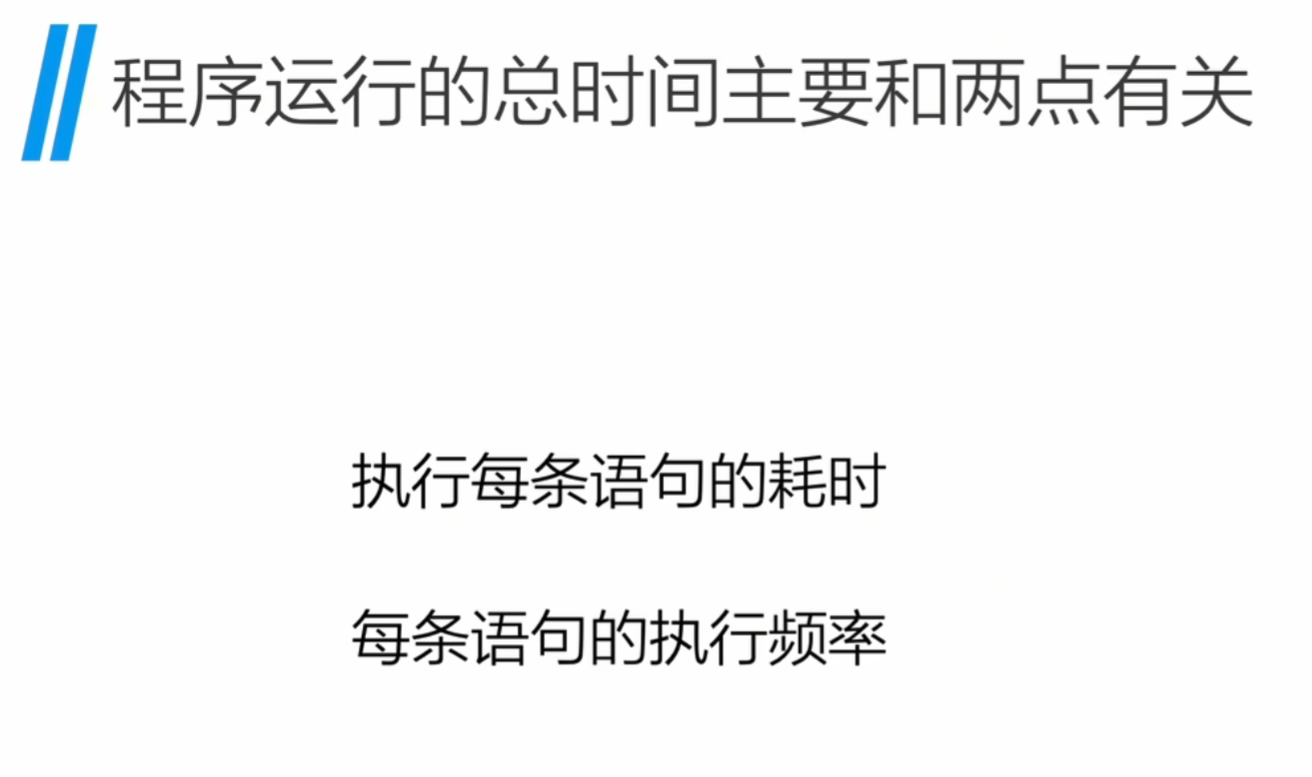 程序运行的总时间主要和两点有关
执行每条语句的耗时
每条语句的执行频率